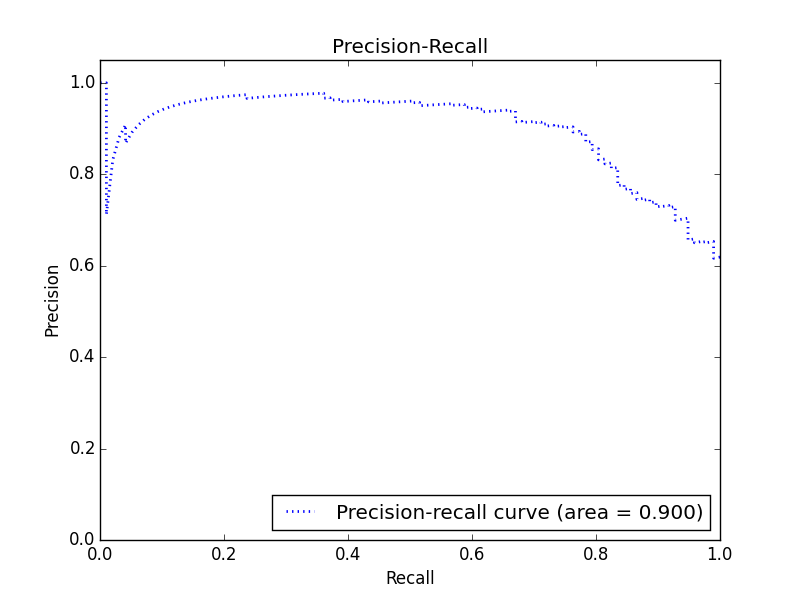 Precision-Recall
1.0
0.8
0.6
0.4
0.2
0.0
Precision
0.0 0.2 0.4 0.6 0.8 1.0
Recall
Precision-recall curve (area = 0.900)